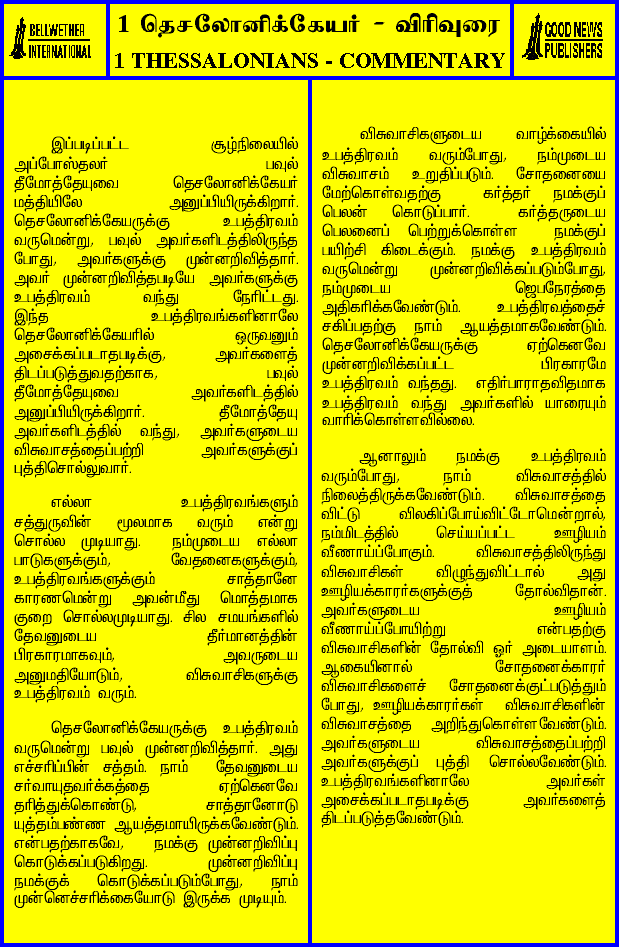 BELLWETHER
INTERNATIONAL
1 தெசலோனிக்கேயர் - விரிவுரை
1 THESSALONIANS - COMMENTARY
GOOD NEWS
PUBLISHERS
இப்படிப்பட்ட சூழ்நிலையில்
அப்போஸ்தலர் பவுல்
தீமோத்தேயுவை தெசலோனிக்கேயர்
மத்தியிலே அனுப்பியிருக்கிறார்.
தெசலோனிக்கேயருக்கு உபத்திரவம்
வருமென்று, பவுல் அவர்களிடத்திலிருந்த
போது, அவர்களுக்கு முன்னறிவித்தார்.
அவர் முன்னறிவித்தபடியே அவர்களுக்கு
உபத்திரவம் வந்து நேரிட்டது.
இந்த உபத்திரவங்களினாலே
தெசலோனிக்கேயரில் ஒருவனும்
அசைக்கப்படாதபடிக்கு, அவர்களைத்
திடப்படுத்துவதற்காக, பவுல்
தீமோத்தேயுவை அவர்களிடத்தில்
அனுப்பியிருக்கிறார். தீமோத்தேயு
அவர்களிடத்தில் வந்து, அவர்களுடைய
விசுவாசத்தைப்பற்றி அவர்களுக்குப்
புத்திசொல்லுவார்.
எல்லா உபத்திரவங்களும்
சத்துருவின் மூலமாக வரும் என்று
சொல்ல முடியாது. நம்முடைய எல்லா
பாடுகளுக்கும், வேதனைகளுக்கும்,
உபத்திரவங்களுக்கும் சாத்தானே
காரணமென்று அவன்மீது மொத்தமாக
குறை சொல்லமுடியாது. சில சமயங்களில்
தேவனுடைய தீர்மானத்தின்
பிரகாரமாகவும், அவருடைய
அனுமதியோடும், விசுவாசிகளுக்கு
உபத்திரவம் வரும்.
தெசலோனிக்கேயருக்கு உபத்திரவம்
வருமென்று பவுல் முன்னறிவித்தார். அது
எச்சரிப்பின் சத்தம். நாம் தேவனுடைய
சர்வாயுதவர்க்கத்தை ஏற்கெனவே
தரித்துக்கொண்டு, சாத்தானோடு
யுத்தம்பண்ண ஆயத்தமாயிருக்கவேண்டும்.
என்பதற்காகவே, நமக்கு முன்னறிவிப்பு
கொடுக்கப்படுகிறது. முன்னறிவிப்பு
நமக்குக் கொடுக்கப்படும்போது, நாம்
முன்னெச்சரிக்கையோடு இருக்க முடியும்.
விசுவாசிகளுடைய வாழ்க்கையில்
உபத்திரவம் வரும்போது, நம்முடைய
விசுவாசம் உறுதிப்படும். சோதனையை
மேற்கொள்வதற்கு கர்த்தர் நமக்குப்
பெலன் கொடுப்பார். கர்த்தருடைய
பெலனைப் பெற்றுக்கொள்ள நமக்குப்
பயிற்சி கிடைக்கும். நமக்கு உபத்திரவம்
வருமென்று முன்னறிவிக்கப்படும்போது,
நம்முடைய ஜெபநேரத்தை
அதிகரிக்கவேண்டும். உபத்திரவத்தைச்
சகிப்பதற்கு நாம் ஆயத்தமாகவேண்டும்.
தெசலோனிக்கேயருக்கு ஏற்கெனவே
முன்னறிவிக்கப்பட்ட பிரகாரமே
உபத்திரவம் வந்தது. எதிர்பாராதவிதமாக
உபத்திரவம் வந்து அவர்களில் யாரையும்
வாரிக்கொள்ளவில்லை.
ஆனாலும் நமக்கு உபத்திரவம்
வரும்போது, நாம் விசுவாசத்தில்
நிலைத்திருக்கவேண்டும். விசுவாசத்தை
விட்டு விலகிப்போய்விட்டோமென்றால்,
நம்மிடத்தில் செய்யப்பட்ட ஊழியம்
வீணாய்ப்போகும். விசுவாசத்திலிருந்து
விசுவாசிகள் விழுந்துவிட்டால் அது
ஊழியக்காரர்களுக்குத் தோல்விதான்.
அவர்களுடைய ஊழியம்
வீணாய்ப்போயிற்று என்பதற்கு
விசுவாசிகளின் தோல்வி ஓர் அடையாளம்.
ஆகையினால் சோதனைக்காரர்
விசுவாசிகளைச் சோதனைக்குட்படுத்தும்
போது, ஊழியக்காரர்கள் விசுவாசிகளின்
விசுவாசத்தை அறிந்துகொள்ளவேண்டும்.
அவர்களுடைய விசுவாசத்தைப்பற்றி
அவர்களுக்குப் புத்தி சொல்லவேண்டும்.
உபத்திரவங்களினாலே அவர்கள்
அசைக்கப்படாதபடிக்கு அவர்களைத்
திடப்படுத்தவேண்டும்.